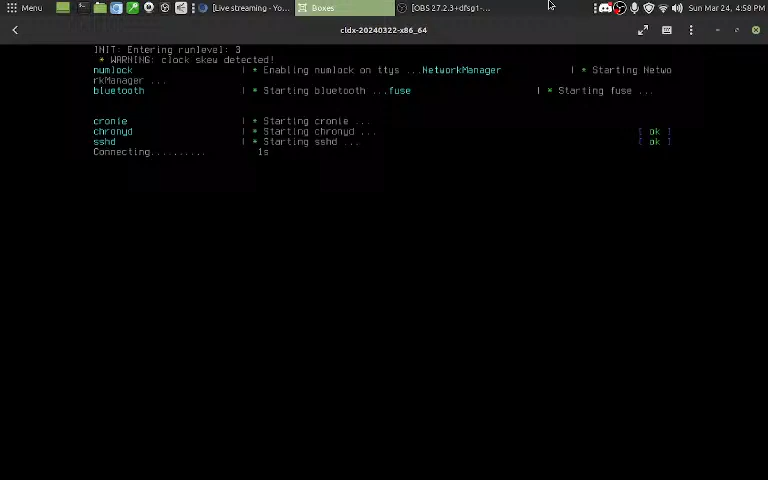 Menu [Live streaming - Yo... Boxes [OBS 27.2.3+dfsg1-... Sun Mar 24, 4:58 PM
cldx-20240322-x86_64
INIT: Entering runlevel: 3
* WARNING: clock skew detected!
numlock | * Enabling numlock on ttys ...NetworkManager | * Starting Netwo
rkManager ...
bluetooth | * Starting bluetooth ...fuse | * Starting fuse ...
cronie | * Starting cronie ...
chronyd | * Starting chronyd ... [ ok ]
sshd | * Starting sshd ... [ ok ]
Connecting.......... 1s